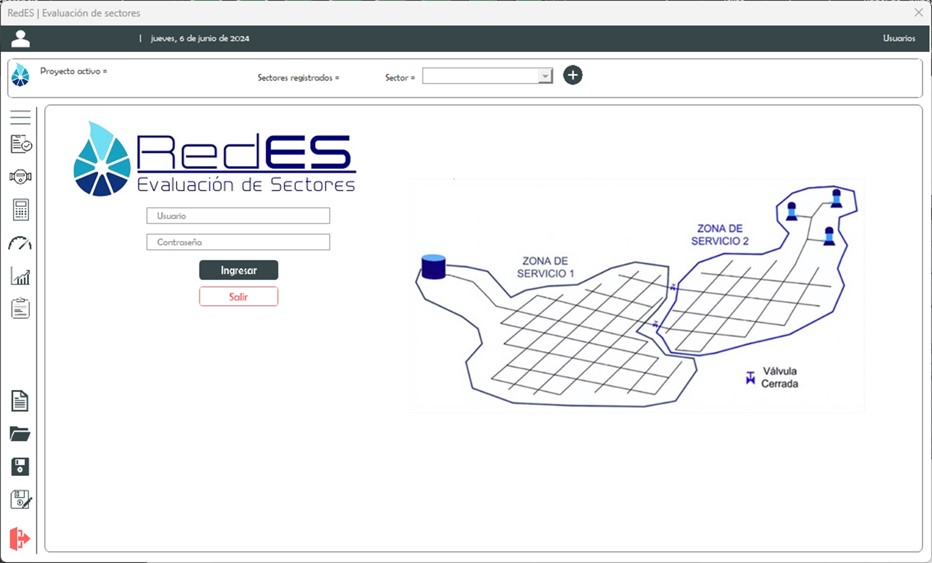 RedES | Evaluación de sectores
| jueves, 6 de junio de 2024
Usuarios
Proyecto activo =
Sectores registrados =
Sector =
RedES
Evaluación de Sectores
Usuario
Contraseña
Ingresar
Salir
ZONA DE
SERVICIO 1
ZONA DE
SERVICIO 2
Válvula
Cerrada